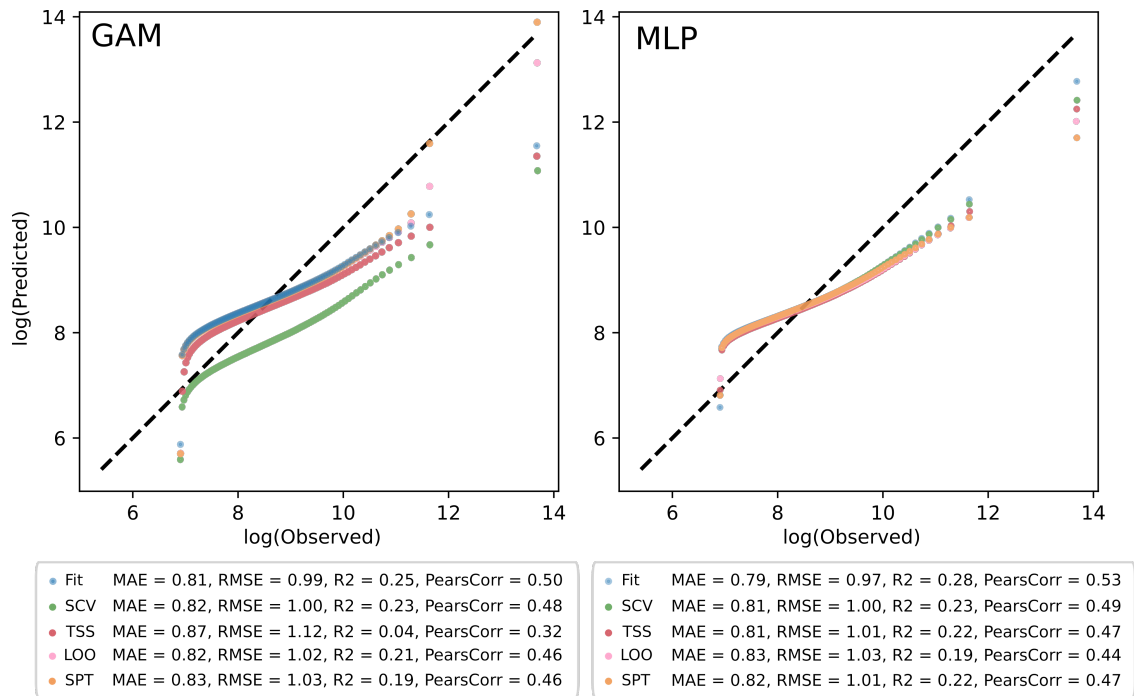 GAM
MLP
14
12
10
8
6
log(Predicted)
6 8 10 12 14
log(Observed)
14
12
10
8
6
6 8 10 12 14
log(Observed)
Fit MAE = 0.81, RMSE = 0.99, R2 = 0.25, PearsCorr = 0.50
SCV MAE = 0.82, RMSE = 1.00, R2 = 0.23, PearsCorr = 0.48
TSS MAE = 0.87, RMSE = 1.12, R2 = 0.04, PearsCorr = 0.32
LOO MAE = 0.82, RMSE = 1.02, R2 = 0.21, PearsCorr = 0.46
SPT MAE = 0.83, RMSE = 1.03, R2 = 0.19, PearsCorr = 0.46
Fit MAE = 0.79, RMSE = 0.97, R2 = 0.28, PearsCorr = 0.53
SCV MAE = 0.81, RMSE = 1.00, R2 = 0.23, PearsCorr = 0.49
TSS MAE = 0.81, RMSE = 1.01, R2 = 0.22, PearsCorr = 0.47
LOO MAE = 0.83, RMSE = 1.03, R2 = 0.19, PearsCorr = 0.44
SPT MAE = 0.82, RMSE = 1.01, R2 = 0.22, PearsCorr = 0.47